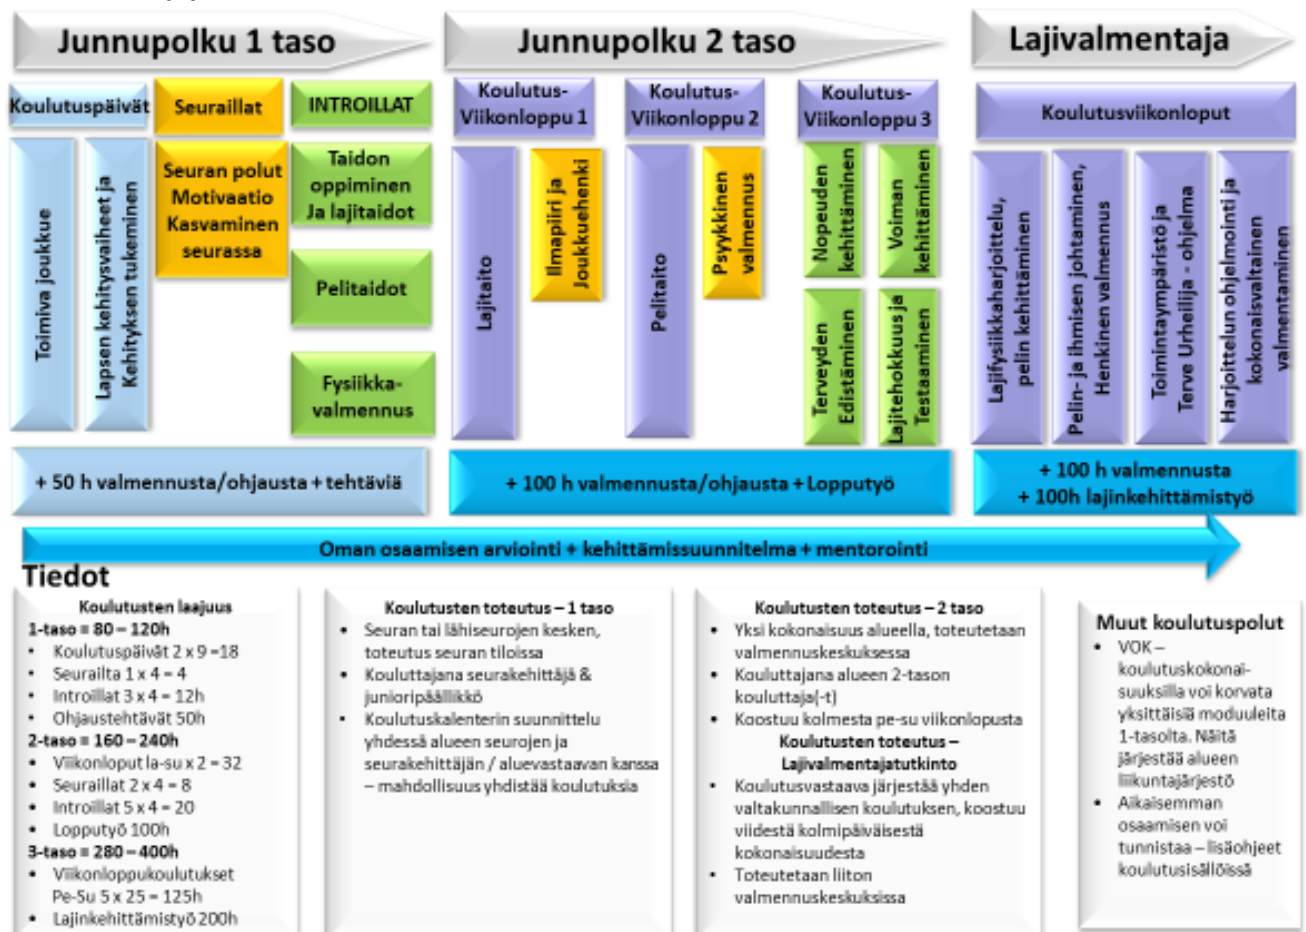 Junnupolku 1 taso
Junnupolku 2 taso
Lajivalmentaja
Koulutuspäivät
Seuraillat
INTROILLAT
Koulutus-
Viikonloppu 1
Koulutus-
Viikonloppu 2
Koulutus-
Viikonloppu 3
Koulutusviikonloput
Toimiva joukkue
Lapsen kehitysvaiheet ja
Kehityksen tukeminen
Seuran polut
Motivaatio
Kasvaminen
seurassa
Taidon
oppiminen
Ja lajitaidot
Pelitaidot
Fysiikka-
valmennus
Lajitaito
Ilmapiiri ja
Joukkuehenki
Pelitaito
Psyykkinen
valmennus
Nopeuden
kehittäminen
Voiman
kehittäminen
Terveyden
Edistäminen
Lajitehokkuus ja
Testaaminen
Lajifysiikkaharjoittelu,
pelin kehittäminen
Pelin- ja ihmisen johtaminen,
Henkinen valmennus
Toimintaympäristö ja
Terve Urheilija - ohjelma
Harjoittelun ohjelmointi ja
kokonaisvaltainen
valmentaminen
+ 50 h valmennusta/ohjausta + tehtäviä
+ 100 h valmennusta/ohjausta + Lopputyö
+ 100 h valmennusta
+ 100h lajinkehittämistyö
Oman osaamisen arviointi + kehittämissuunnitelma + mentorointi
Tiedot
Koulutusten laajuus
1-taso = 80 – 120h
• Koulutuspäivät 2 x 9 =18
• Seurailta 1 x 4 = 4
• Introillat 3 x 4 = 12h
• Ohjaustehtävät 50h
2-taso = 160 – 240h
• Viikonloput la-su x 2 = 32
• Seuraillat 2 x 4 = 8
• Introillat 5 x 4 = 20
• Lopputyö 100h
3-taso = 280 – 400h
• Viikonloppukoulutukset
Pe-Su 5 x 25 = 125h
• Lajinkehittämistyö 200h
Koulutusten toteutus – 1 taso
• Seuran tai lähiseurojen kesken,
toteutus seuran tiloissa
• Kouluttajana seurakehittäjä &
junioripäällikkö
• Koulutuskalenterin suunnittelu
yhdessä alueen seurojen ja
seurakehittäjän / aluevastaavan kanssa
– mahdollisuus yhdistää koulutuksia
Koulutusten toteutus – 2 taso
• Yksi kokonaisuus alueella, toteutetaan
valmennuskeskuksessa
• Kouluttajana alueen 2-tason
kouluttaja(-t)
• Koostuu kolmesta pe-su viikonlopusta
Koulutusten toteutus –
Lajivalmentajatutkinto
• Koulutusvastaava järjestää yhden
valtakunnallisen koulutuksen, koostuu
viidestä kolmipäiväisestä
kokonaisuudesta
• Toteutetaan liiton
valmennuskeskuksissa
Muut koulutuspolut
• VOK –
koulutuskokonai-
suuksilla voi korvata
yksittäisiä moduuleita
1-tasolta. Näitä
järjestää alueen
liikuntajärjestö
• Aikaisemman
osaamisen voi
tunnistaa – lisäohjeet
koulutussisällöissä